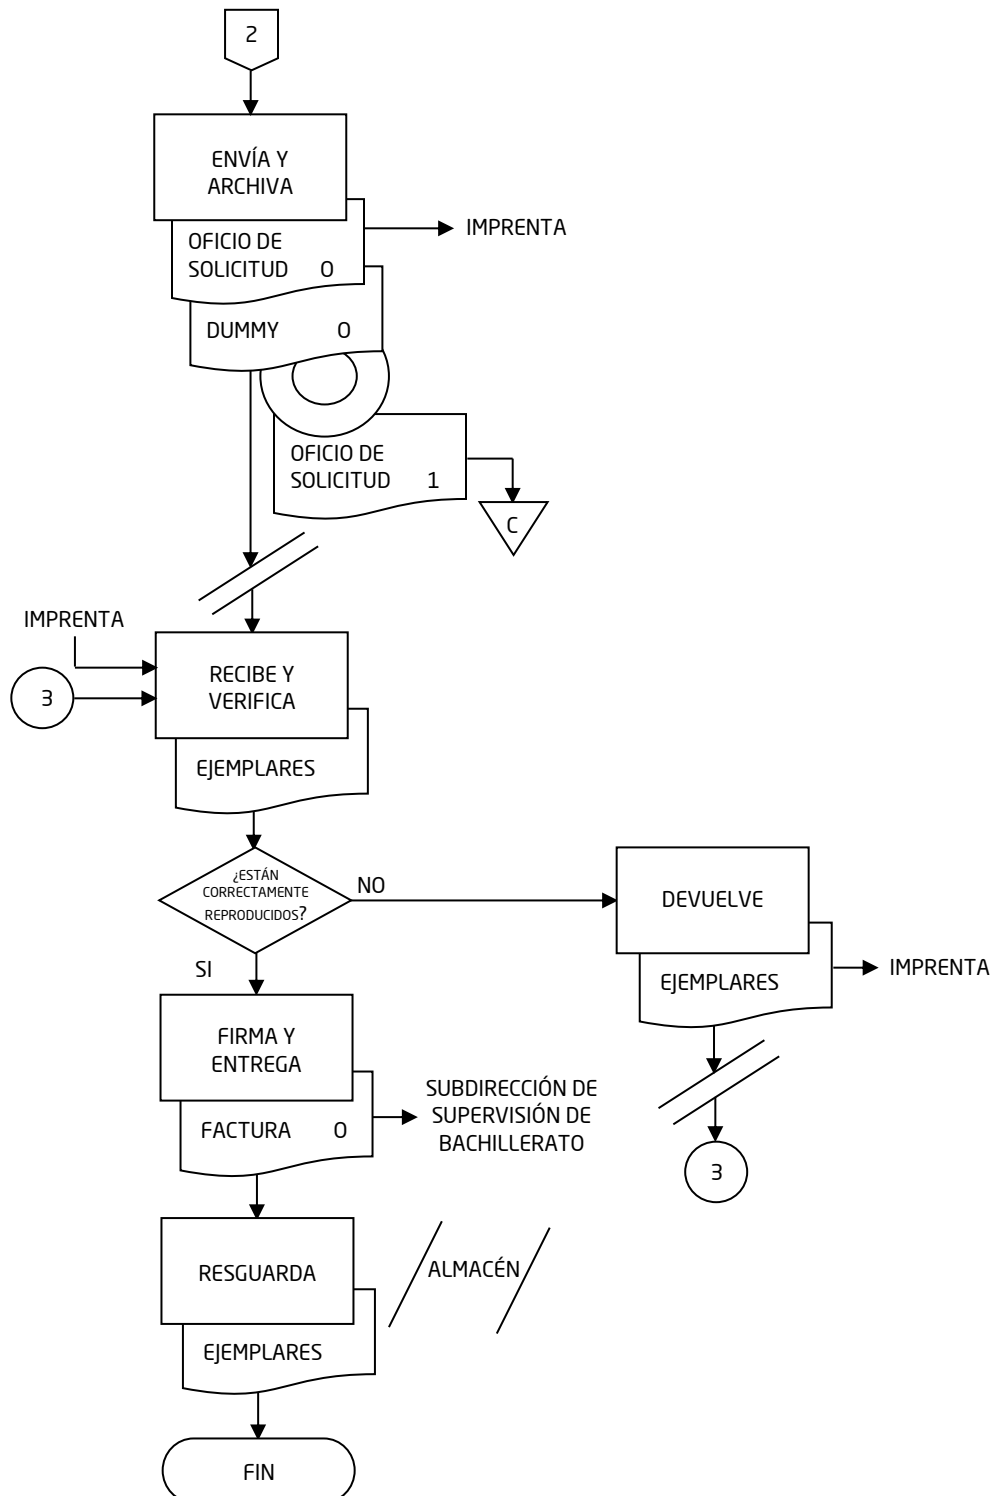 2
ENVÍA Y
ARCHIVA
IMPRENTA
OFICIO DE
SOLICITUD 0
DUMMY 0
OFICIO DE
SOLICITUD 1
C
IMPRENTA
3
RECIBE Y
VERIFICA
EJEMPLARES
¿ESTÁN
CORRECTAMENTE
REPRODUCIDOS?
NO
DEVUELVE
EJEMPLARES
IMPRENTA
3
SI
FIRMA Y
ENTREGA
FACTURA 0
SUBDIRECCIÓN DE
SUPERVISIÓN DE
BACHILLERATO
RESGUARDA
ALMACÉN
EJEMPLARES
FIN